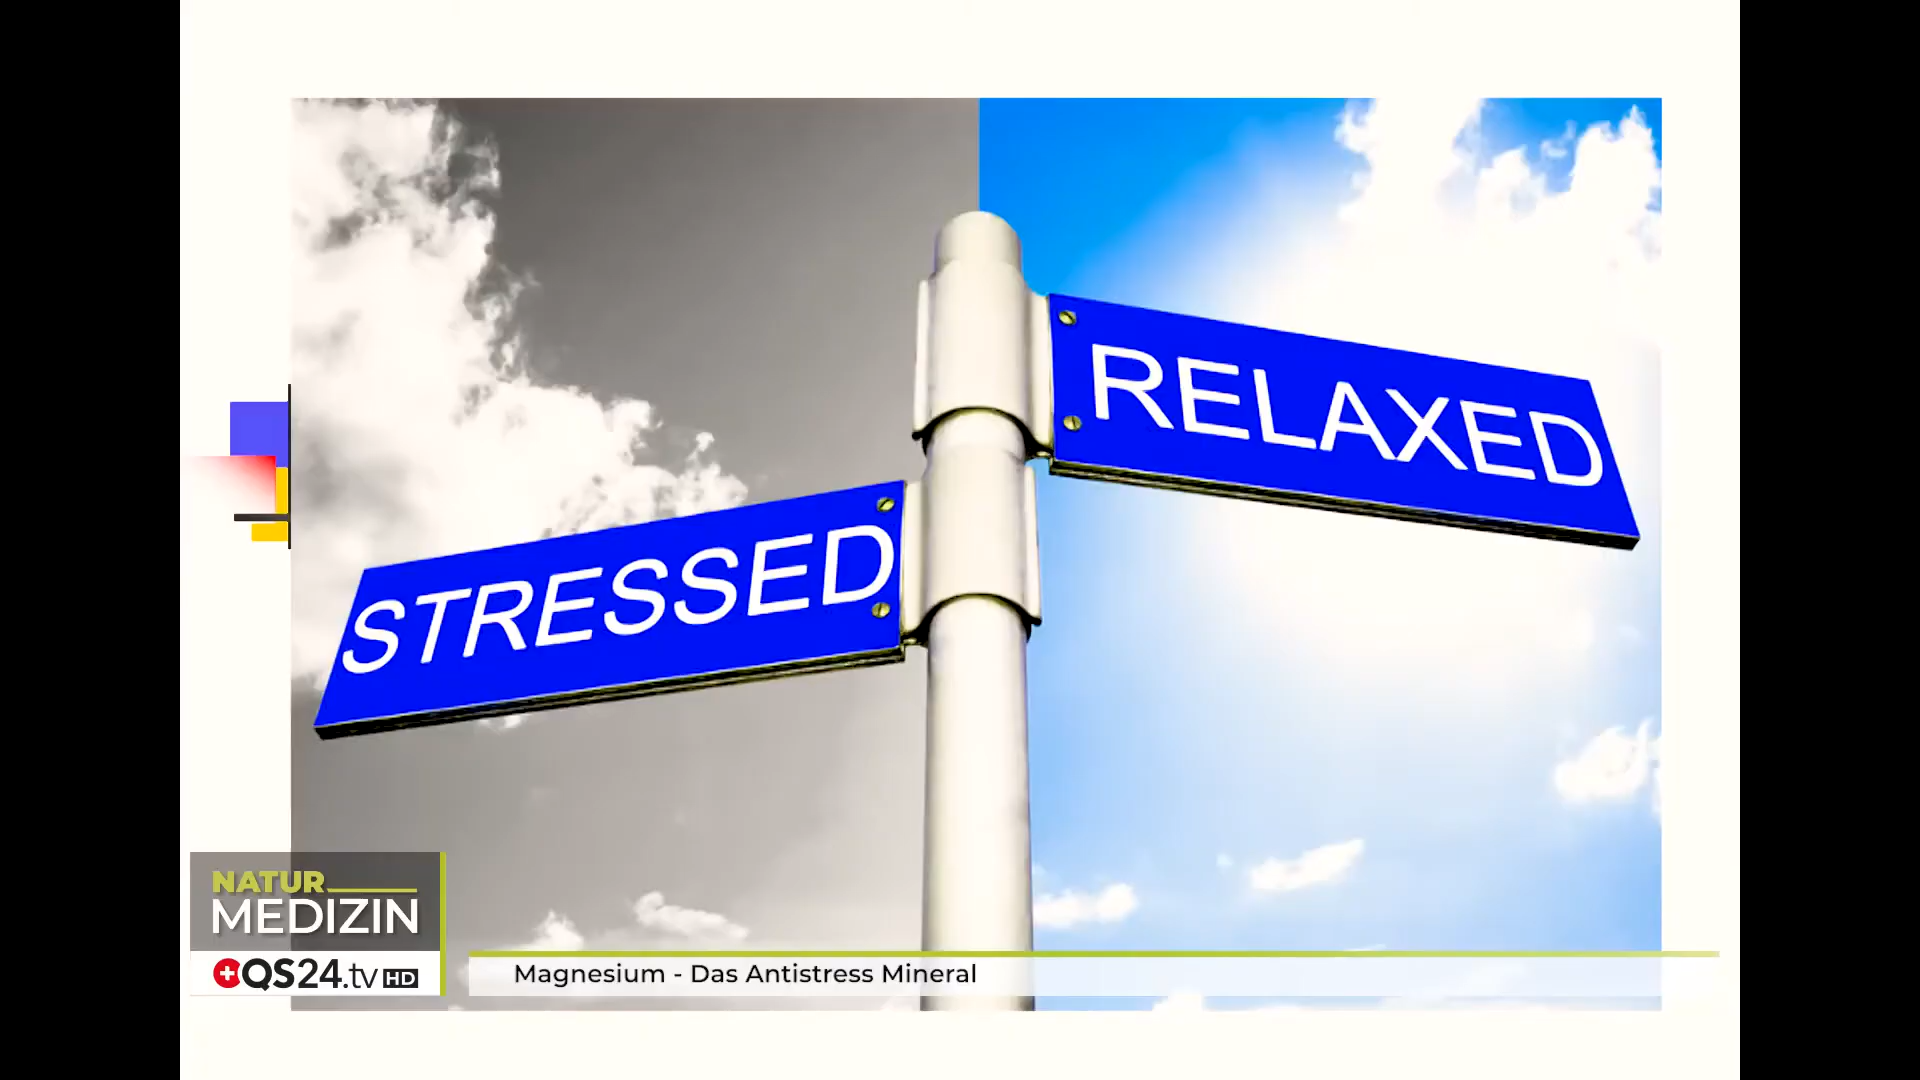 RELAXED
STRESSED
NATUR
MEDIZIN
QS24.tv HD
Magnesium - Das Antistress Mineral